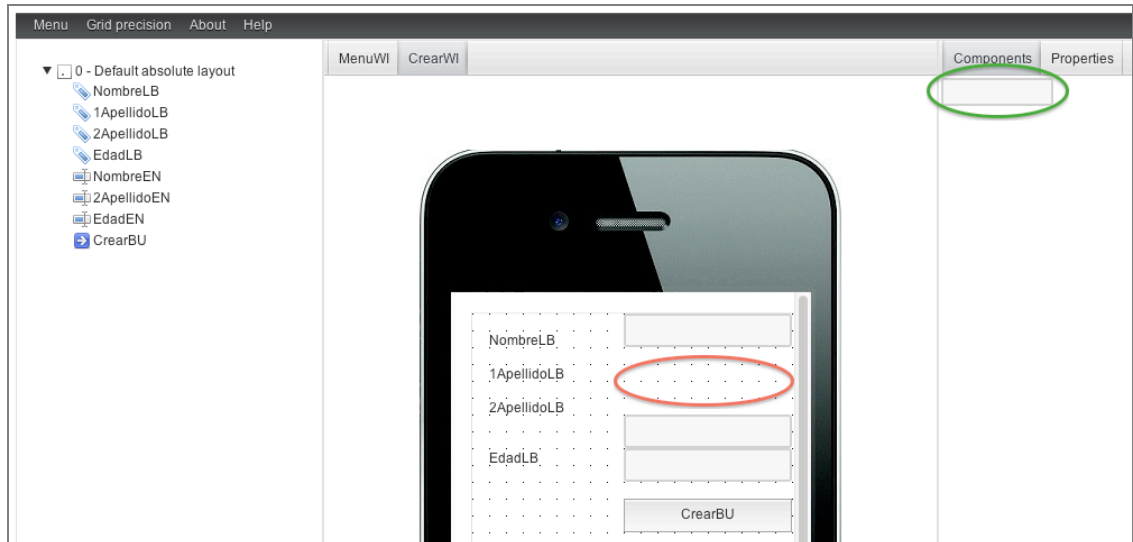 Menu Grid precision About Help
MenuWI CrearWI
Components Properties
0 - Default absolute layout
NombreLB
1ApellidoLB
2ApellidoLB
EdadLB
NombreEN
2ApellidoEN
EdadEN
CrearBU
NombreLB
1ApellidoLB
2ApellidoLB
EdadLB
CrearBU